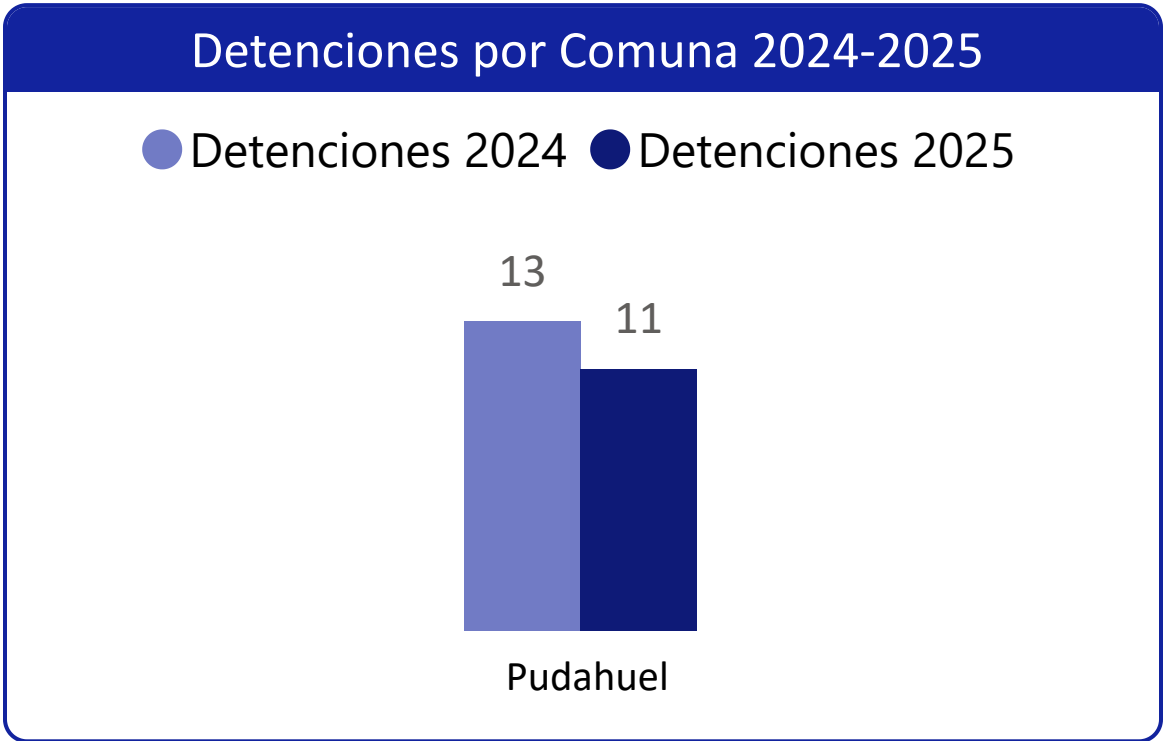 Detenciones por Comuna 2024-2025
Detenciones 2024 Detenciones 2025
13
11
Pudahuel